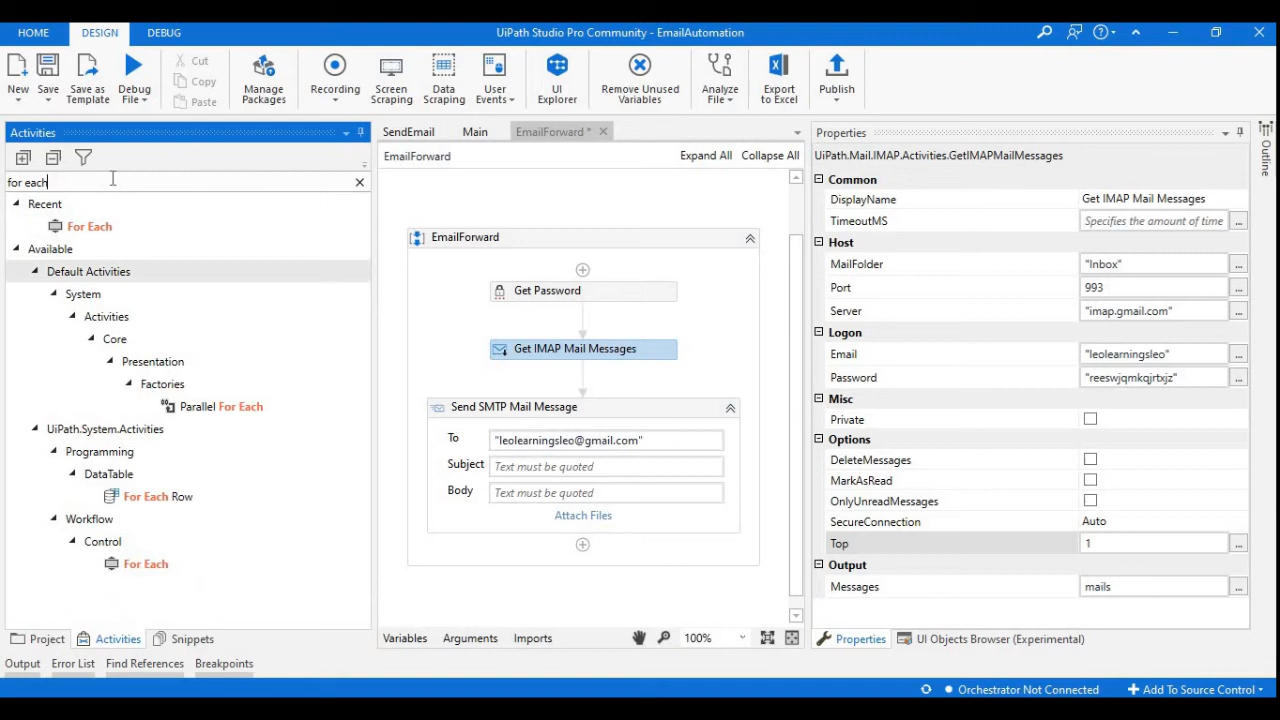 HOME DESIGN DEBUG UiPath Studio Pro Community - EmailAutomation
New Save Save as Template Debug File Cut Copy Paste Manage Packages Recording Screen Scraping Data Scraping User Events UI Explorer Remove Unused Variables Analyze File Export to Excel Publish
Activities
for each
Recent
For Each
Available
Default Activities
System
Activities
Core
Presentation
Factories
Parallel For Each
UiPath.System.Activities
Programming
DataTable
For Each Row
Workflow
Control
For Each
Project Activities Snippets
SendEmail Main EmailForward *
EmailForward Expand All Collapse All
EmailForward
Get Password
Get IMAP Mail Messages
Send SMTP Mail Message
To "leolearningsleo@gmail.com"
Subject Text must be quoted
Body Text must be quoted
Attach Files
Variables Arguments Imports 100%
Properties
UiPath.Mail.IMAP.Activities.GetIMAPMailMessages
Common
DisplayName Get IMAP Mail Messages
TimeoutMS Specifies the amount of time ...
Host
MailFolder "Inbox" ...
Port 993 ...
Server "imap.gmail.com" ...
Logon
Email "leolearningsleo" ...
Password "reeswjqmkqjrtxjz" ...
Misc
Private
Options
DeleteMessages
MarkAsRead
OnlyUnreadMessages
SecureConnection Auto
Top 1 ...
Output
Messages mails ...
Properties UI Objects Browser (Experimental)
Outline
Output Error List Find References Breakpoints
Orchestrator Not Connected Add To Source Control